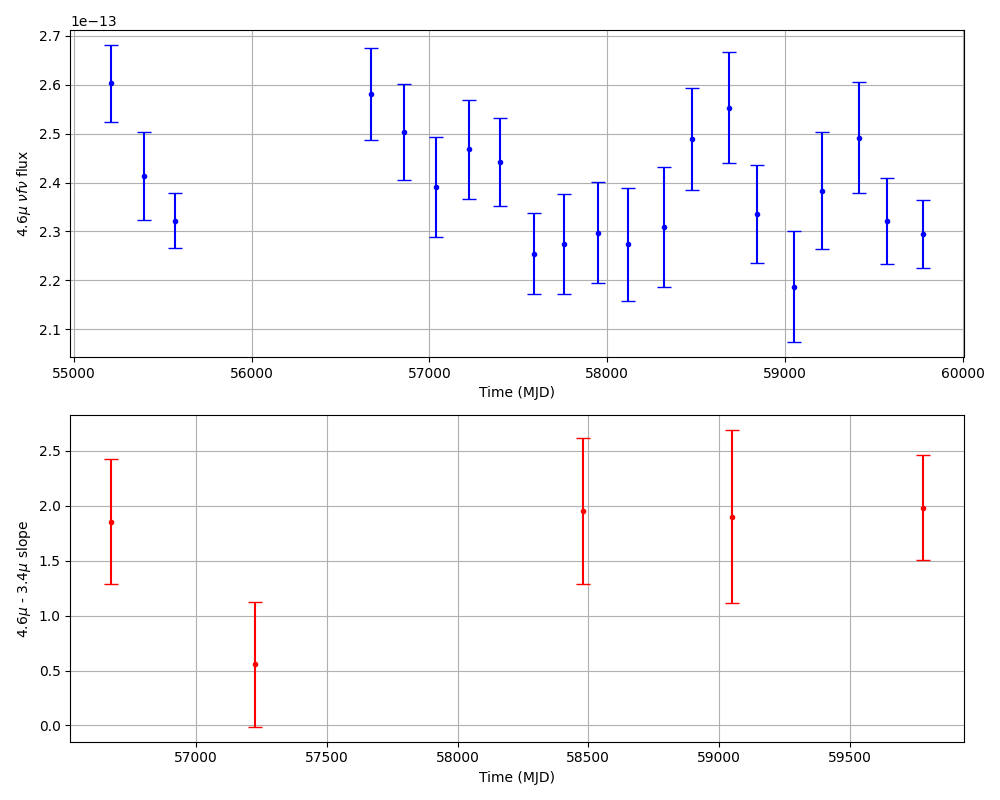 1e−13
2.7
2.6
2.5
2.4
2.3
2.2
2.1
4.6μ νfν flux
55000 56000 57000 58000 59000 60000
Time (MJD)
2.5
2.0
1.5
1.0
0.5
0.0
4.6μ - 3.4μ slope
57000 57500 58000 58500 59000 59500
Time (MJD)